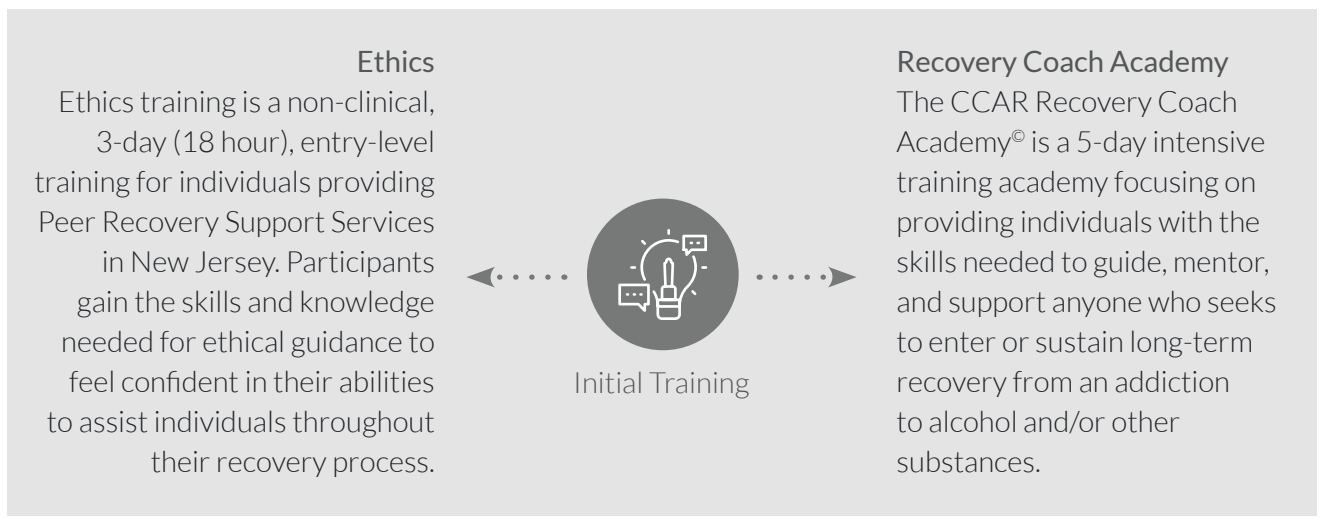 Ethics
Ethics training is a non-clinical,
3-day (18 hour), entry-level
training for individuals providing
Peer Recovery Support Services
in New Jersey. Participants
gain the skills and knowledge
needed for ethical guidance to
feel confident in their abilities
to assist individuals throughout
their recovery process.
Initial Training
Recovery Coach Academy
The CCAR Recovery Coach
Academy© is a 5-day intensive
training academy focusing on
providing individuals with the
skills needed to guide, mentor,
and support anyone who seeks
to enter or sustain long-term
recovery from an addiction
to alcohol and/or other
substances.